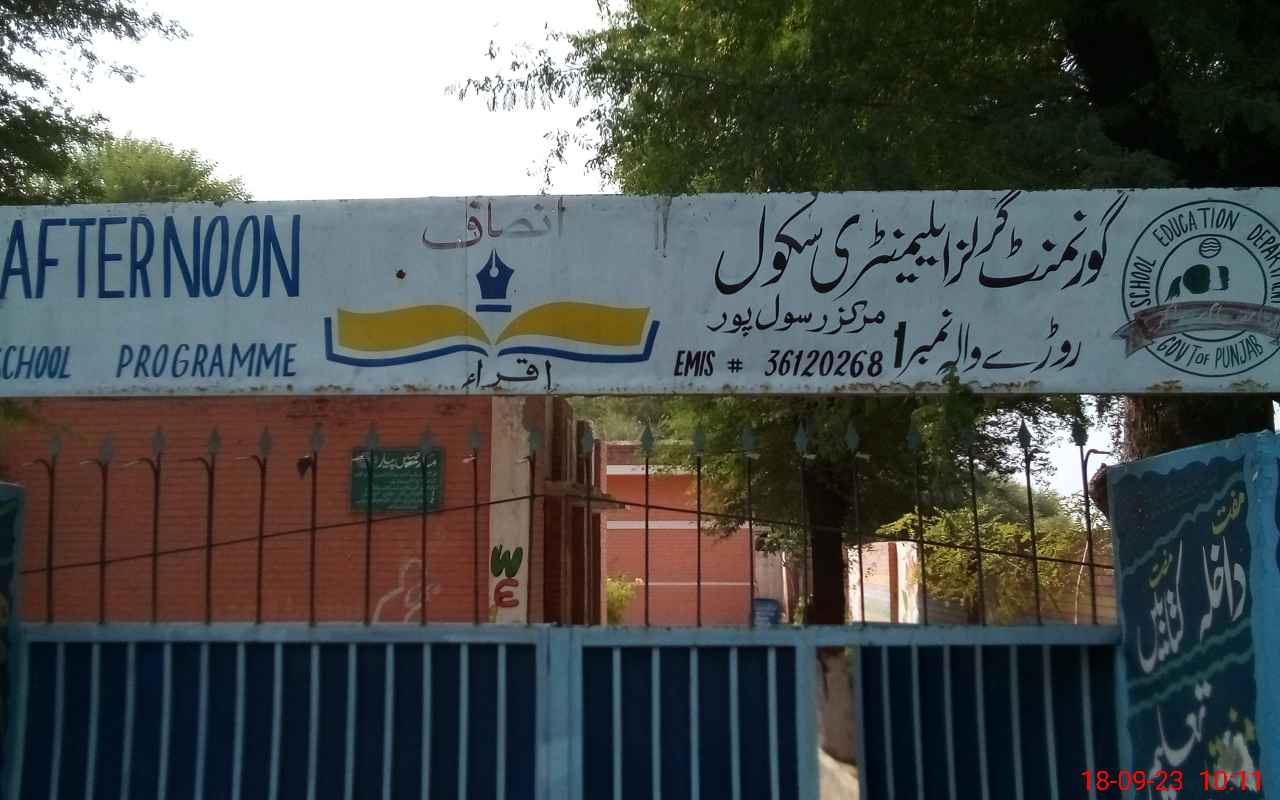 AFTERNOON
SCHOOL PROGRAMME
انصاف
اقراء
گورنمنٹ گرلز ایلیمنٹری سکول
مرکز رسول پور
روڑے والہ نمبر 1
EMIS # 36120268
SCHOOL EDUCATION DEPARTMENT
GOVT OF PUNJAB
WE
مفت
داخلہ
مفت
کتابیں
تعلیم
18-09-23 10:11